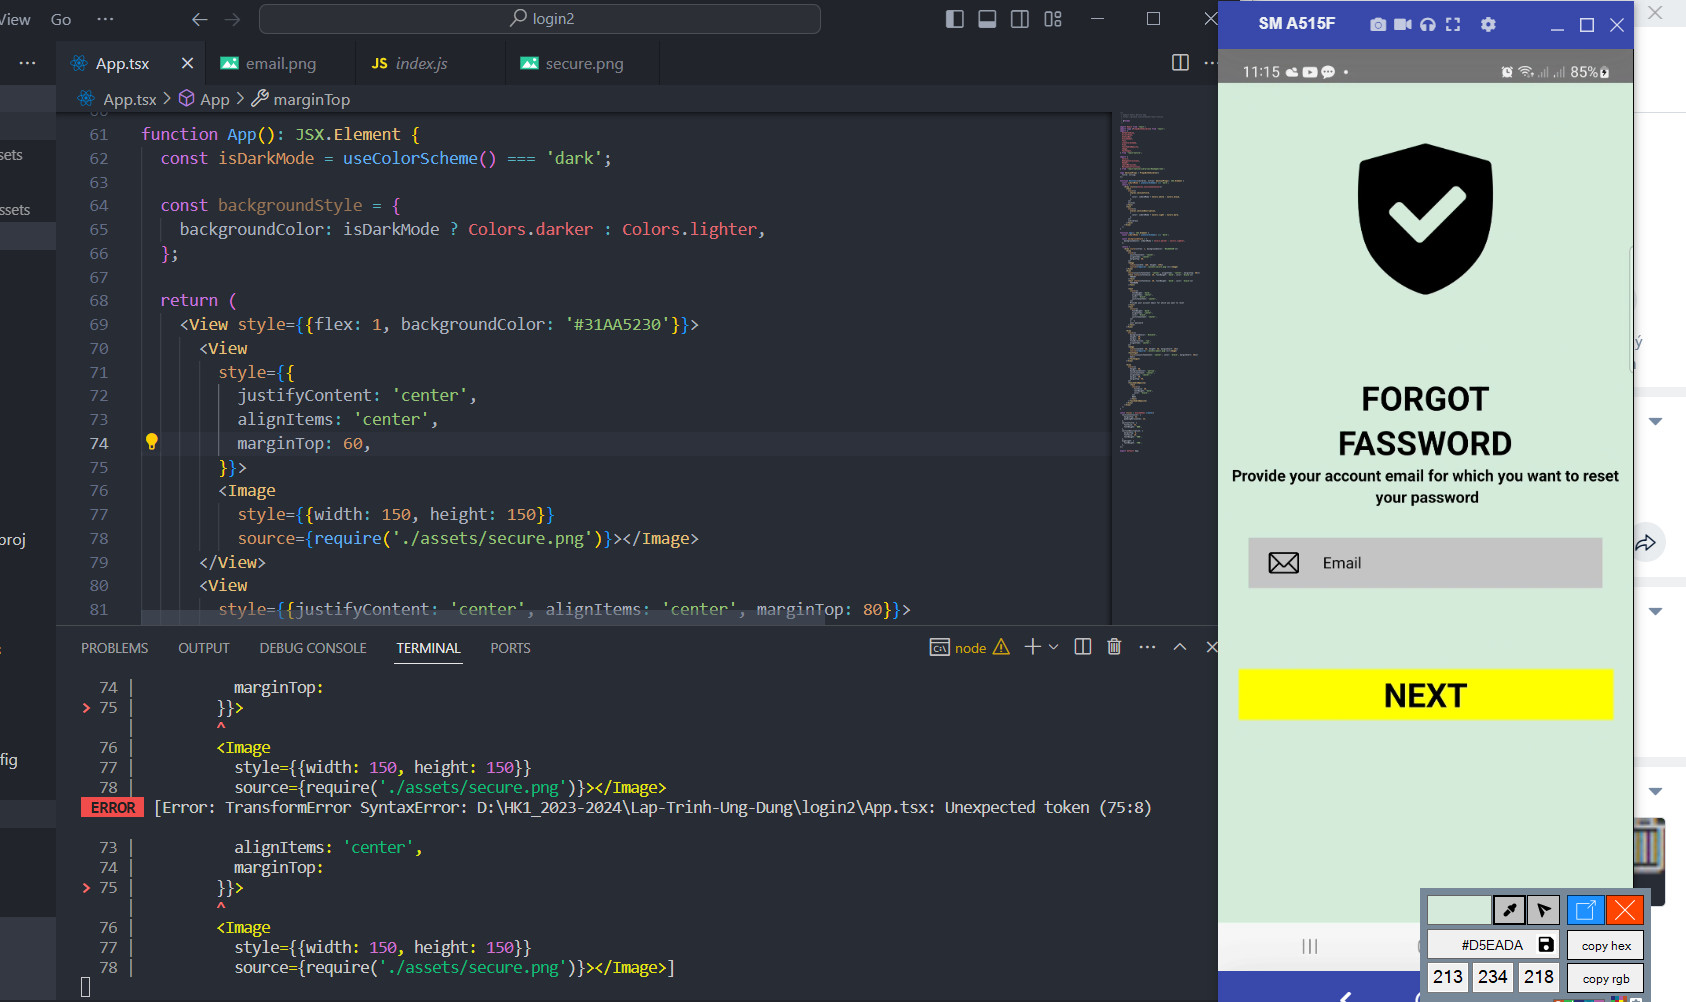 View Go ··· login2
App.tsx email.png JS index.js secure.png
App.tsx > App > marginTop
sets
ssets
proj
fig
61 function App(): JSX.Element {
62 const isDarkMode = useColorScheme() === 'dark';
63
64 const backgroundStyle = {
65 backgroundColor: isDarkMode ? Colors.darker : Colors.lighter,
66 };
67
68 return (
69 <View style={{flex: 1, backgroundColor: '#31AA5230'}}>
70 <View
71 style={{
72 justifyContent: 'center',
73 alignItems: 'center',
74 marginTop: 60,
75 }}>
76 <Image
77 style={{width: 150, height: 150}}
78 source={require('./assets/secure.png')}></Image>
79 </View>
80 <View
81 style={{justifyContent: 'center', alignItems: 'center', marginTop: 80}}>
PROBLEMS OUTPUT DEBUG CONSOLE TERMINAL PORTS node
74 | marginTop:
> 75 | }}>
| ^
76 | <Image
77 | style={{width: 150, height: 150}}
78 | source={require('./assets/secure.png')}></Image>
ERROR [Error: TransformError SyntaxError: D:\HK1_2023-2024\Lap-Trinh-Ung-Dung\login2\App.tsx: Unexpected token (75:8)
73 | alignItems: 'center',
74 | marginTop:
> 75 | }}>
| ^
76 | <Image
77 | style={{width: 150, height: 150}}
78 | source={require('./assets/secure.png')}></Image>]
SM A515F
11:15 85%
FORGOT
FASSWORD
Provide your account email for which you want to reset
your password
Email
NEXT
ý
#D5EADA copy hex
213 234 218 copy rgb